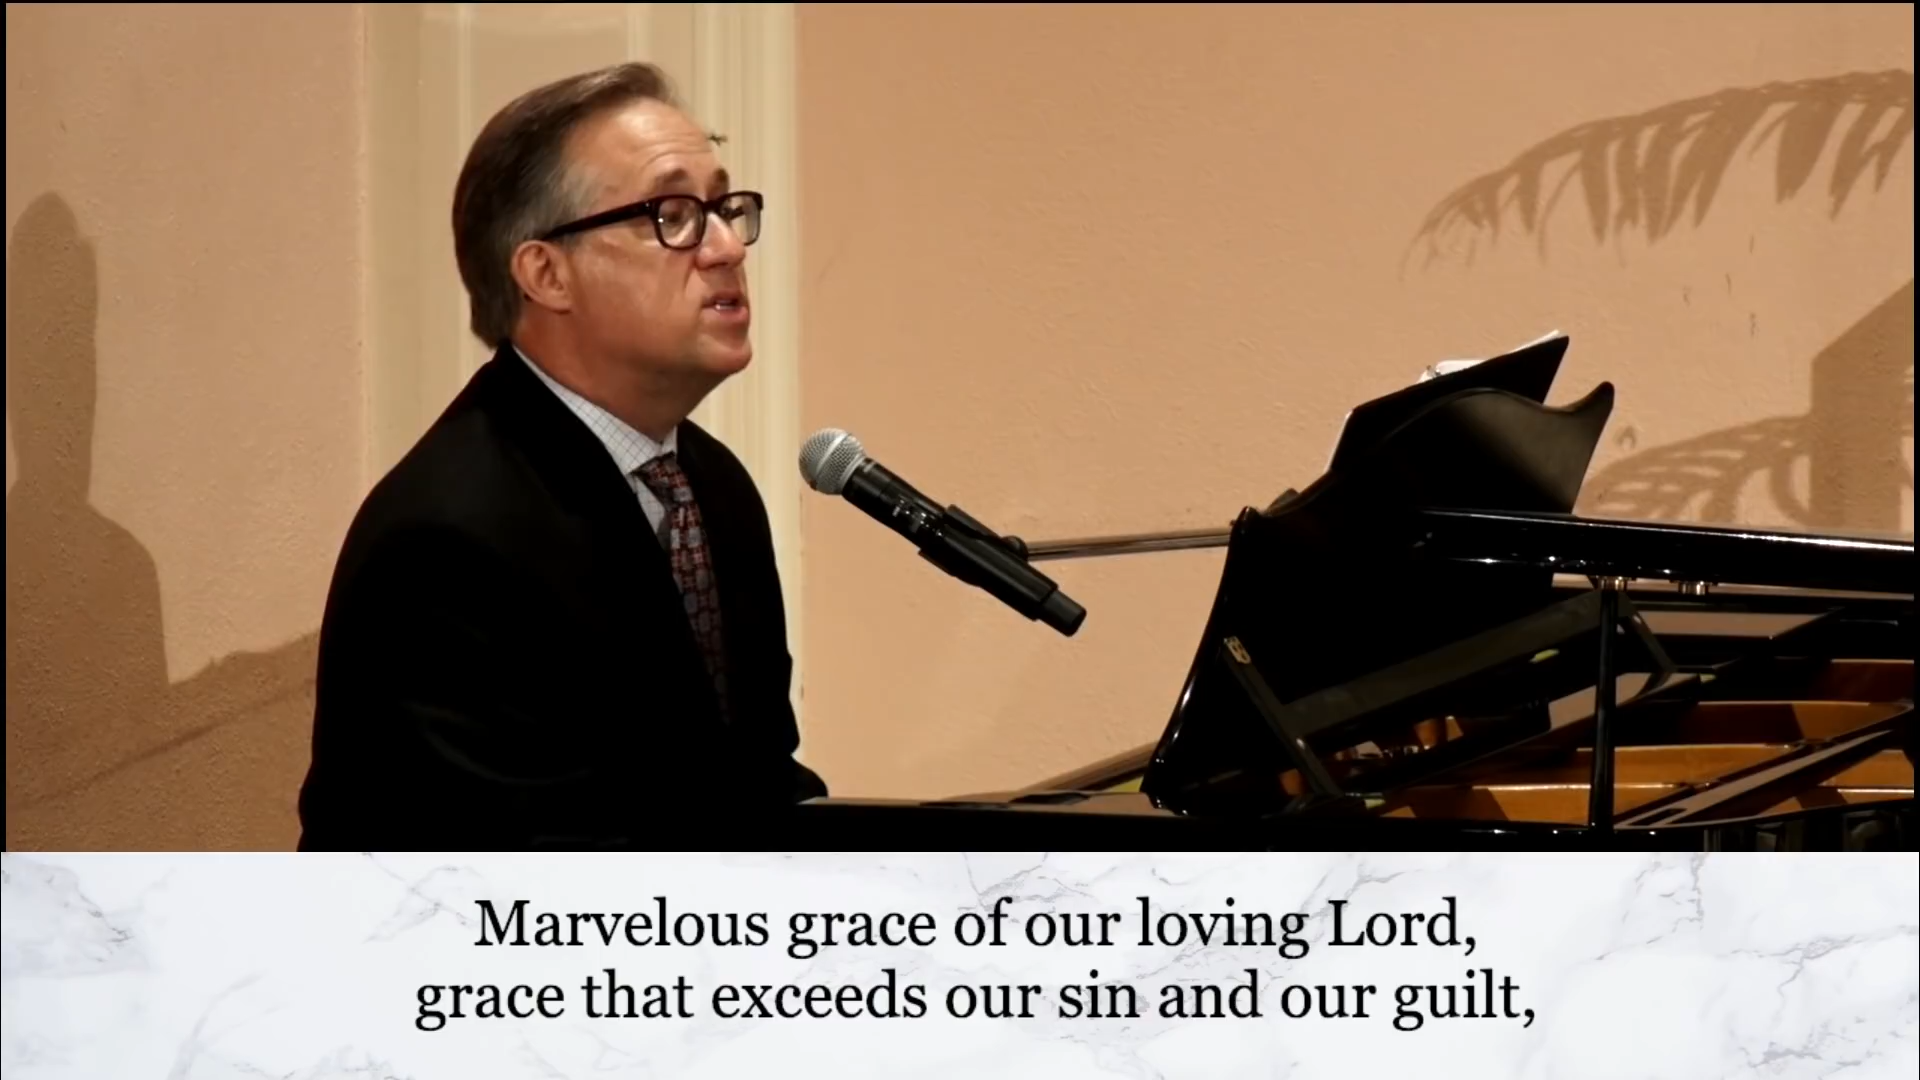 Marvelous grace of our loving Lord,
grace that exceeds our sin and our guilt,